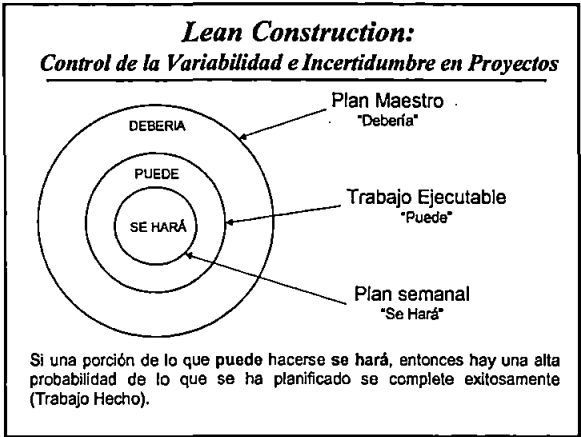 Lean Construction:
Control de la Variabilidad e Incertidumbre en Proyectos
Plan Maestro
"Debería"
DEBERIA
PUEDE
Trabajo Ejecutable
"Puede"
SE HARÁ
Plan semanal
"Se Hará"
Si una porción de lo que puede hacerse se hará, entonces hay una alta
probabilidad de lo que se ha planificado se complete exitosamente
(Trabajo Hecho).